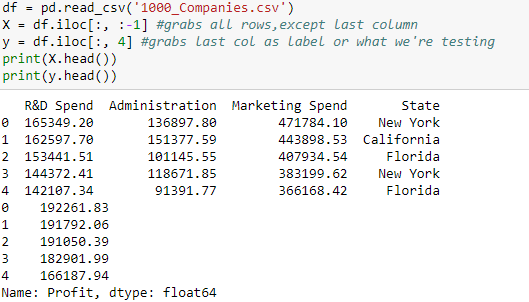 df = pd.read_csv('1000_Companies.csv')
X = df.iloc[:, :-1] #grabs all rows,except last column
y = df.iloc[:, 4] #grabs last col as label or what we're testing
print(X.head())
print(y.head())
R&D Spend Administration Marketing Spend State
0 165349.20 136897.80 471784.10 New York
1 162597.70 151377.59 443898.53 California
2 153441.51 101145.55 407934.54 Florida
3 144372.41 118671.85 383199.62 New York
4 142107.34 91391.77 366168.42 Florida
0 192261.83
1 191792.06
2 191050.39
3 182901.99
4 166187.94
Name: Profit, dtype: float64